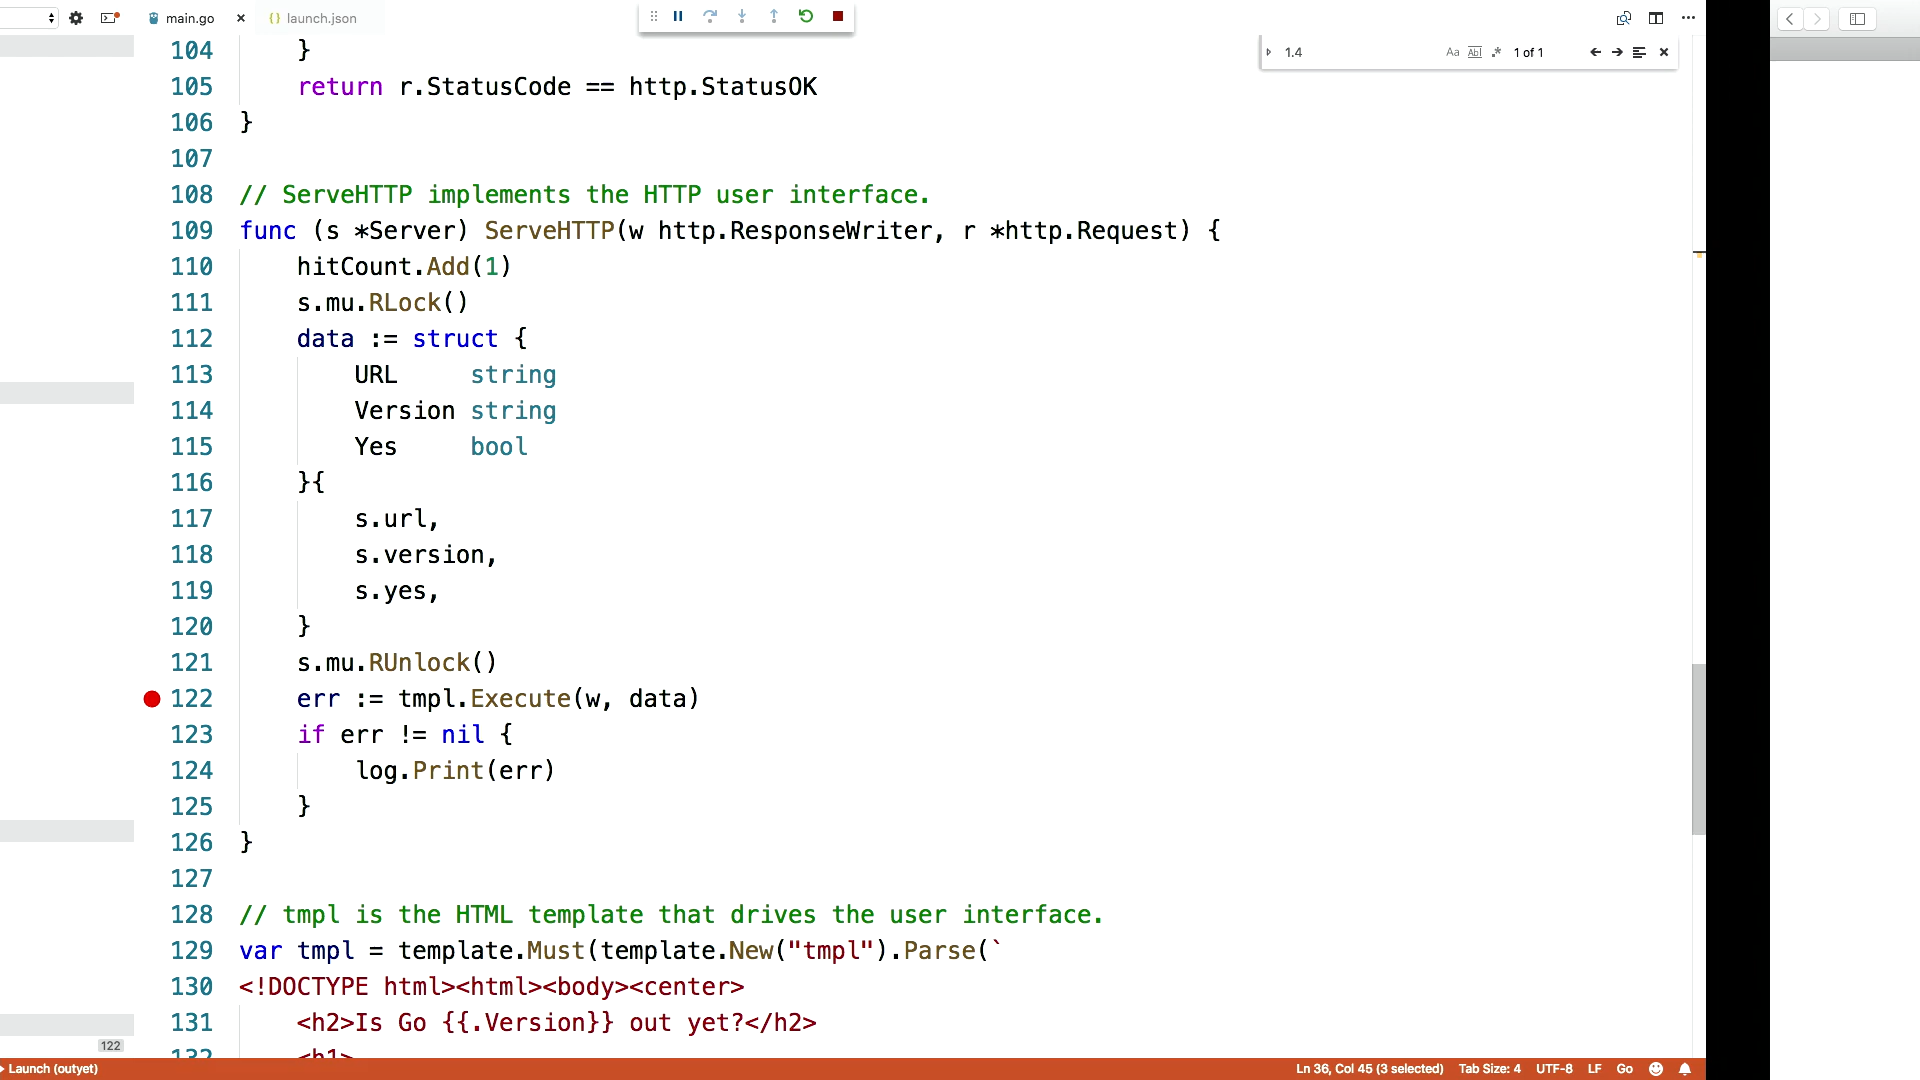 main.go
launch.json
1.4
Aa Abl .* 1 of 1
104 }
105 return r.StatusCode == http.StatusOK
106 }
107
108 // ServeHTTP implements the HTTP user interface.
109 func (s *Server) ServeHTTP(w http.ResponseWriter, r *http.Request) {
110 hitCount.Add(1)
111 s.mu.RLock()
112 data := struct {
113 URL string
114 Version string
115 Yes bool
116 }{
117 s.url,
118 s.version,
119 s.yes,
120 }
121 s.mu.RUnlock()
122 err := tmpl.Execute(w, data)
123 if err != nil {
124 log.Print(err)
125 }
126 }
127
128 // tmpl is the HTML template that drives the user interface.
129 var tmpl = template.Must(template.New("tmpl").Parse(`
130 <!DOCTYPE html><html><body><center>
131 <h2>Is Go {{.Version}} out yet?</h2>
132 <h1>
122
Launch (outyet)
Ln 36, Col 45 (3 selected) Tab Size: 4 UTF-8 LF Go